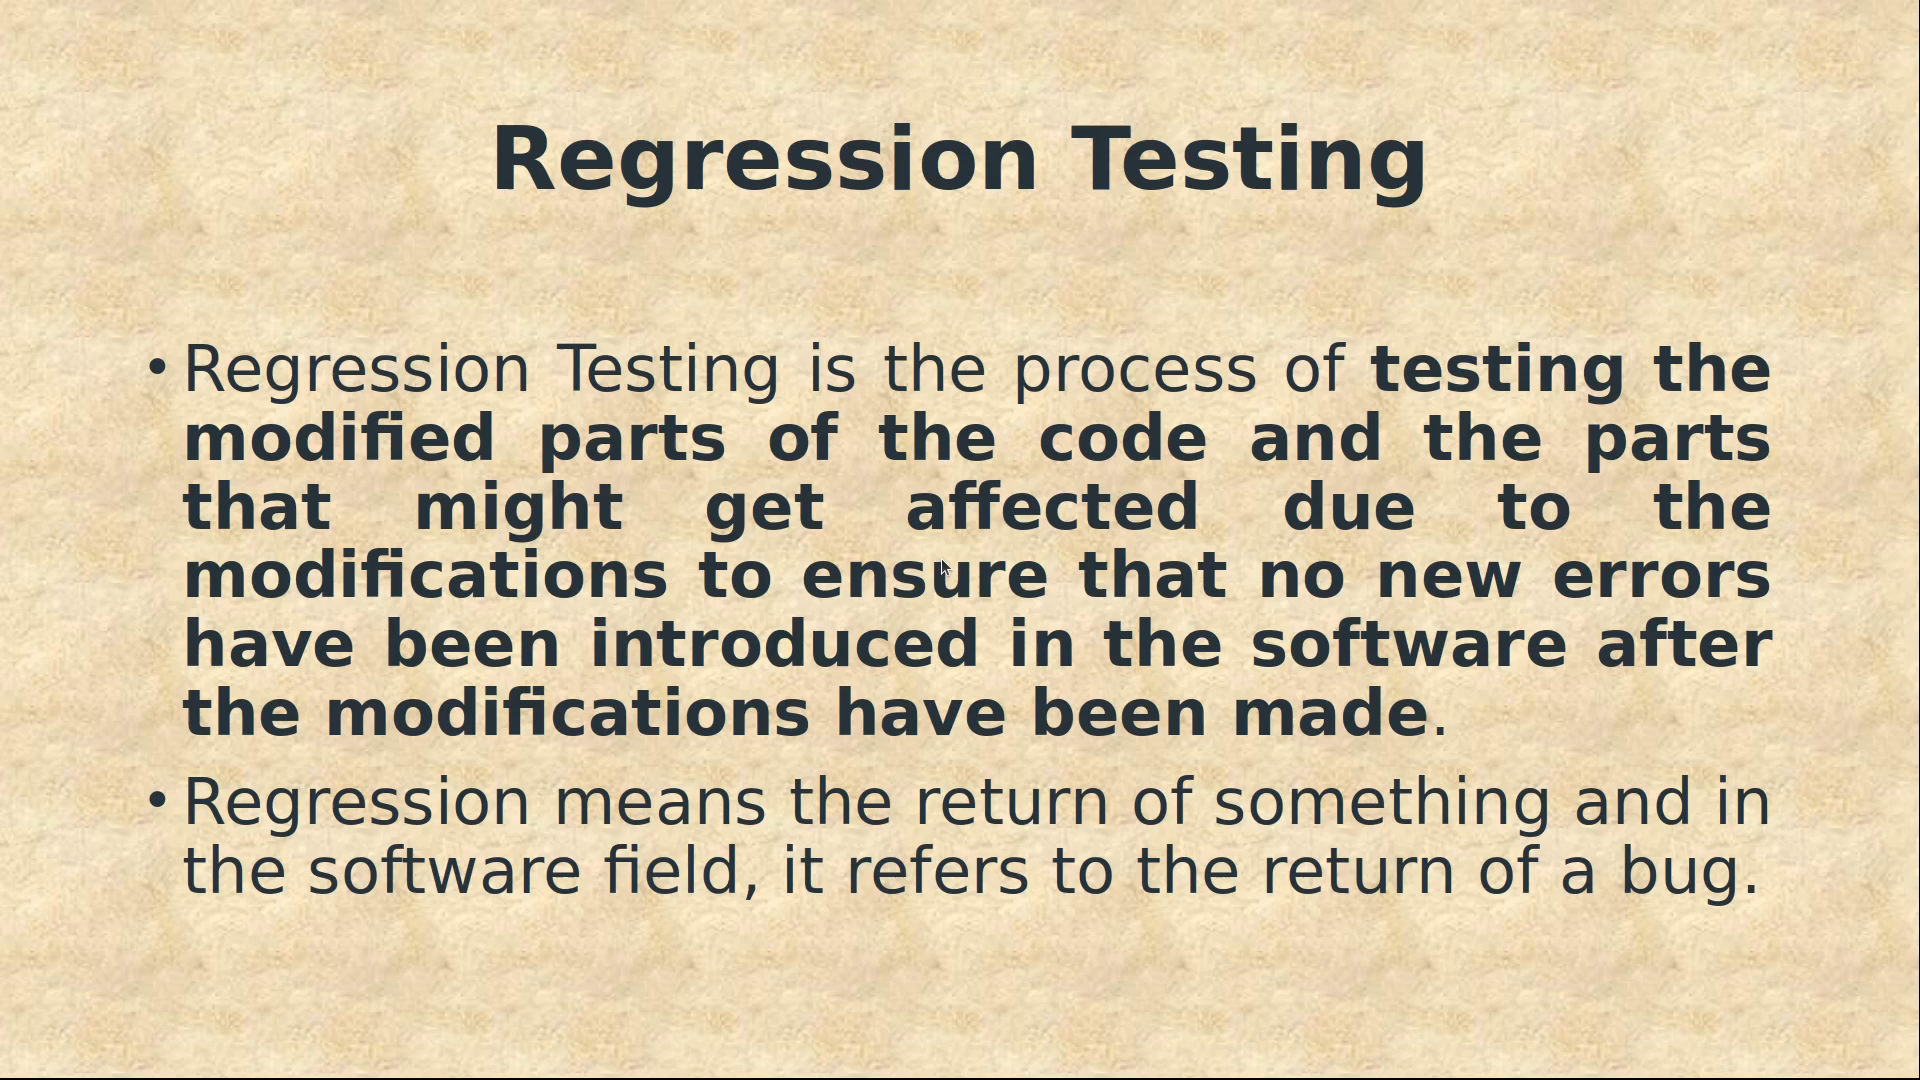 Regression Testing
• Regression Testing is the process of testing the
modified parts of the code and the parts
that might get affected due to the
modifications to ensure that no new errors
have been introduced in the software after
the modifications have been made.
• Regression means the return of something and in
the software field, it refers to the return of a bug.